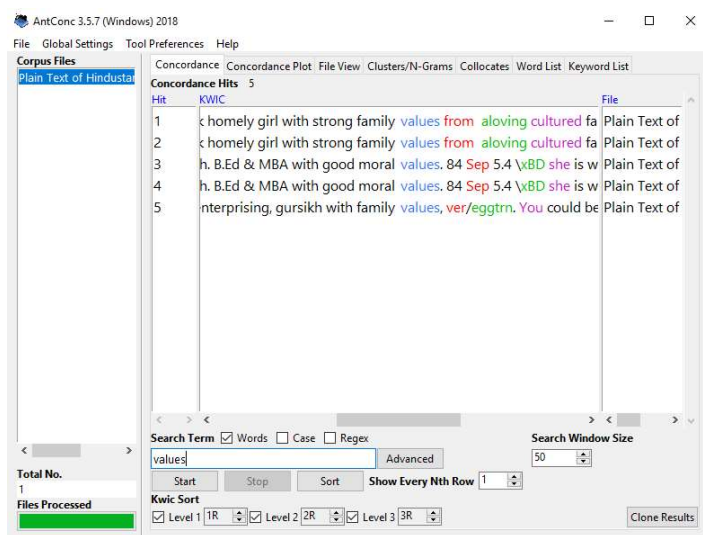 AntConc 3.5.7 (Windows) 2018
File Global Settings Tool Preferences Help
Corpus Files
Plain Text of Hindustan
Concordance Concordance Plot File View Clusters/N-Grams Collocates Word List Keyword List
Concordance Hits 5
Hit KWIC File
1 k homely girl with strong family values from aloving cultured fa Plain Text of
2 k homely girl with strong family values from aloving cultured fa Plain Text of
3 h. B.Ed & MBA with good moral values. 84 Sep 5.4 \xBD she is w Plain Text of
4 h. B.Ed & MBA with good moral values. 84 Sep 5.4 \xBD she is w Plain Text of
5 enterprising, gursikh with family values, ver/eggtrn. You could be Plain Text of
Search Term Words Case Regex Search Window Size
values Advanced 50
Total No.
1
Start Stop Sort Show Every Nth Row 1
Files Processed
Kwic Sort
Level 1 1R Level 2 2R Level 3 3R Clone Results